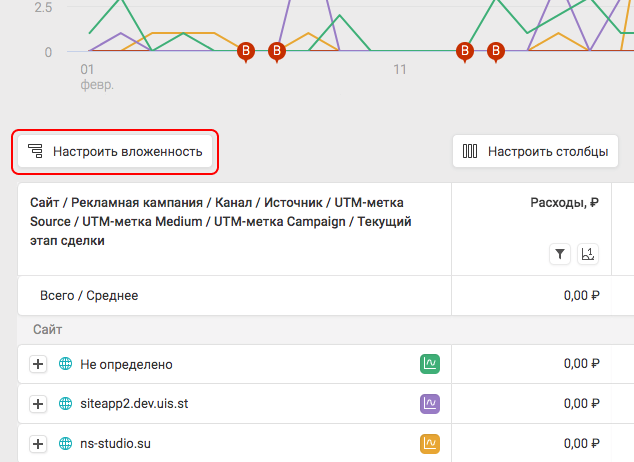 2.5
0
В В В В
01
февр.
11
Настроить вложенность
Настроить столбцы
Сайт / Рекламная кампания / Канал / Источник / UTM-метка
Source / UTM-метка Medium / UTM-метка Campaign / Текущий
этап сделки
Расходы, ₽
1
Всего / Среднее
0,00 ₽
Сайт
Не определено
0,00 ₽
siteapp2.dev.uis.st
0,00 ₽
ns-studio.su
0,00 ₽